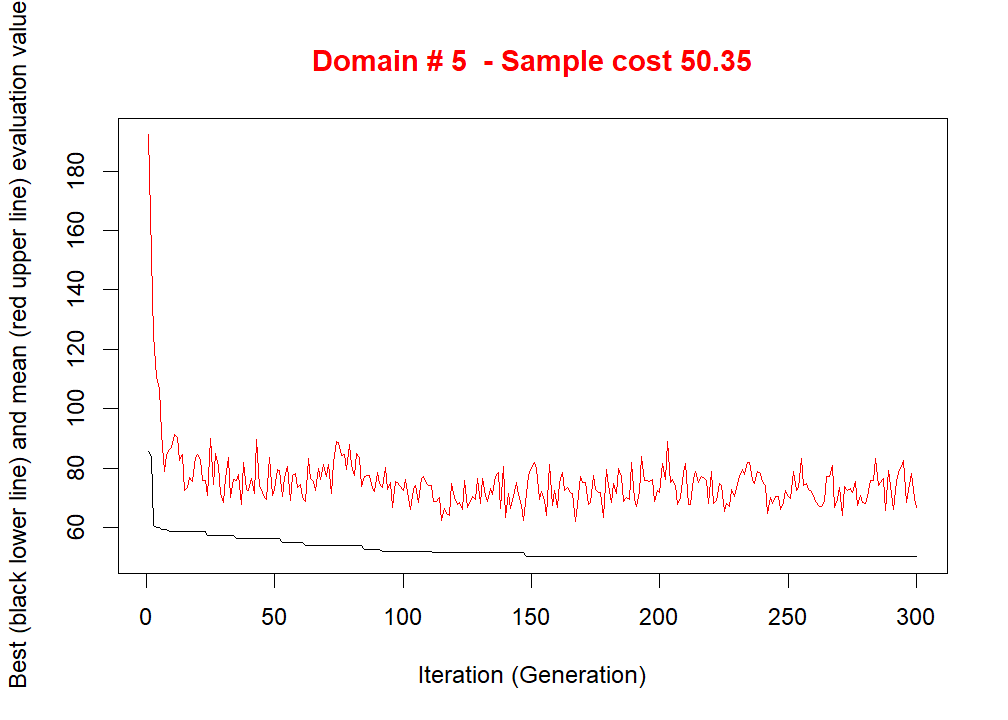 Domain # 5  - Sample cost 50.35
Best (black lower line) and mean (red upper line) evaluation value
180
160
140
120
100
80
60
0 50 100 150 200 250 300
Iteration (Generation)